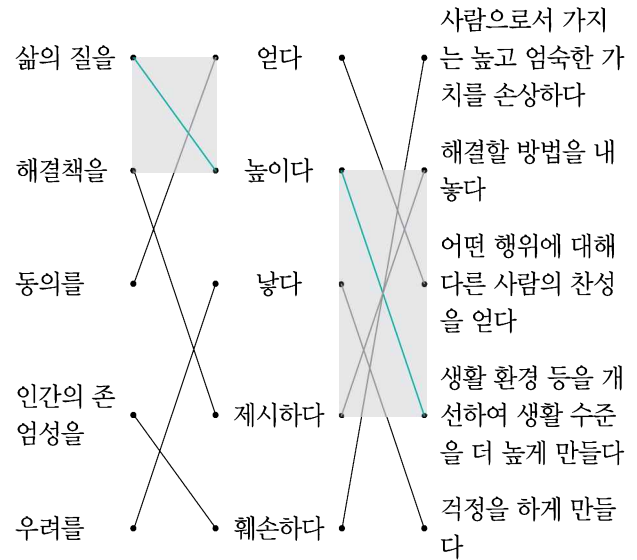 삶의 질을
해결책을
동의를
인간의 존
엄성을
우려를
얻다
높이다
낳다
제시하다
훼손하다
사람으로서 가지
는 높고 엄숙한 가
치를 손상하다
해결할 방법을 내
놓다
어떤 행위에 대해
다른 사람의 찬성
을 얻다
생활 환경 등을 개
선하여 생활 수준
을 더 높게 만들다
걱정을 하게 만들
다